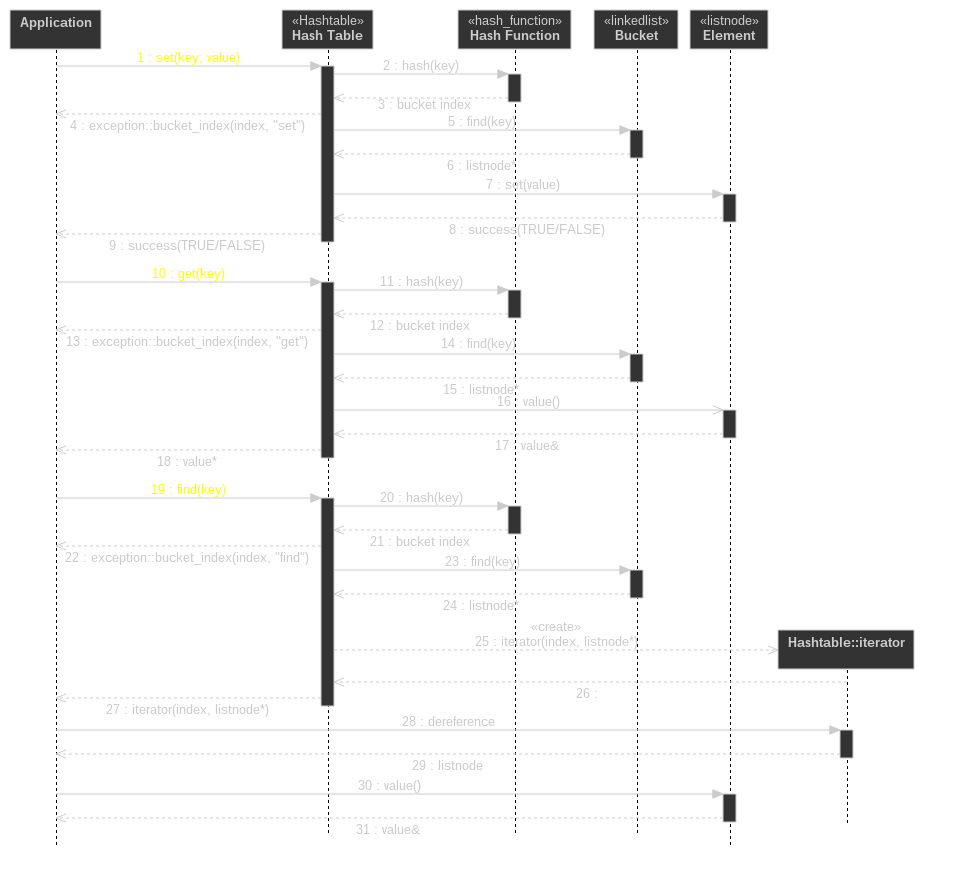 Application
«Hashtable»
Hash Table
«hash_function»
Hash Function
«linkedlist»
Bucket
«listnode»
Element
1 : set(key, value)
2 : hash(key)
3 : bucket index
4 : exception::bucket_index(index, "set")
5 : find(key)
6 : listnode*
7 : set(value)
8 : success(TRUE/FALSE)
9 : success(TRUE/FALSE)
10 : get(key)
11 : hash(key)
12 : bucket index
13 : exception::bucket_index(index, "get")
14 : find(key)
15 : listnode*
16 : value()
17 : value&
18 : value*
19 : find(key)
20 : hash(key)
21 : bucket index
22 : exception::bucket_index(index, "find")
23 : find(key)
24 : listnode*
«create»
25 : iterator(index, listnode*)
Hashtable::iterator
26 :
27 : iterator(index, listnode*)
28 : dereference
29 : listnode
30 : value()
31 : value&